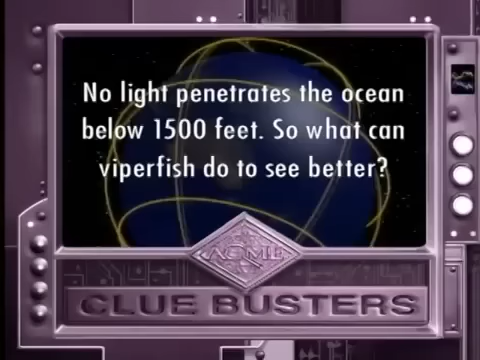 No light penetrates the ocean
below 1500 feet. So what can
viperfish do to see better?
ACME
CLUE BUSTERS